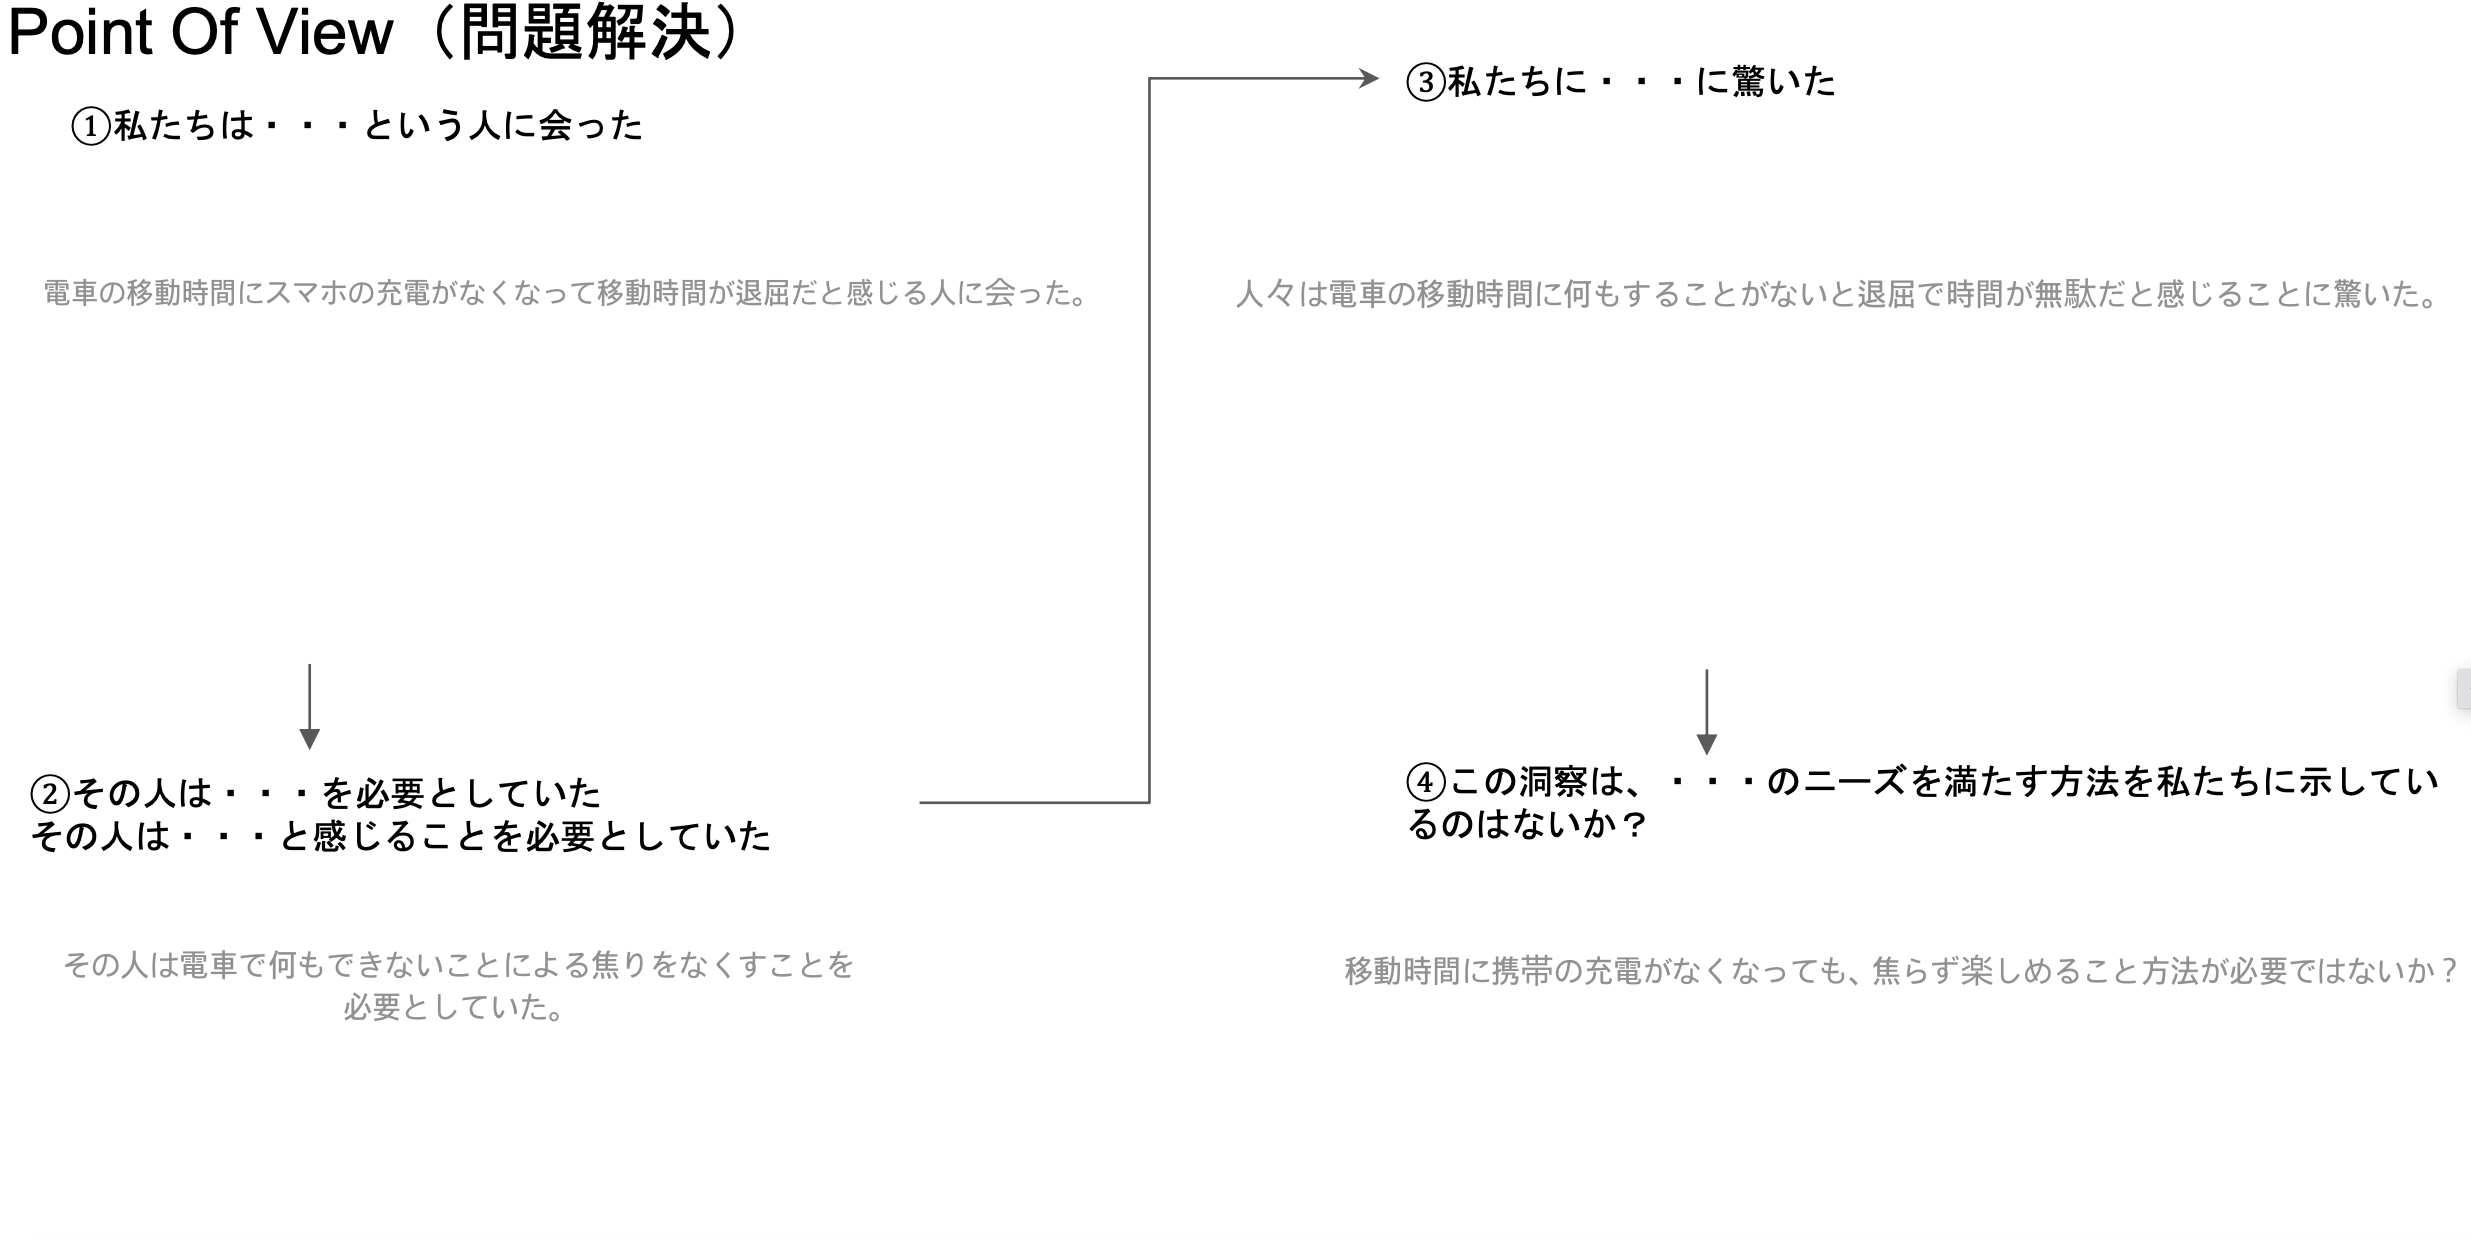 Point Of View（問題解決）
①私たちは・・・という人に会った
電車の移動時間にスマホの充電がなくなって移動時間が退屈だと感じる人に会った。
②その人は・・・を必要としていた
その人は・・・と感じることを必要としていた
その人は電車で何もできないことによる焦りをなくすことを
必要としていた。
③私たちに・・・に驚いた
人々は電車の移動時間に何もすることがないと退屈で時間が無駄だと感じることに驚いた。
④この洞察は、・・・のニーズを満たす方法を私たちに示してい
るのはないか？
移動時間に携帯の充電がなくなっても、焦らず楽しめること方法が必要ではないか？